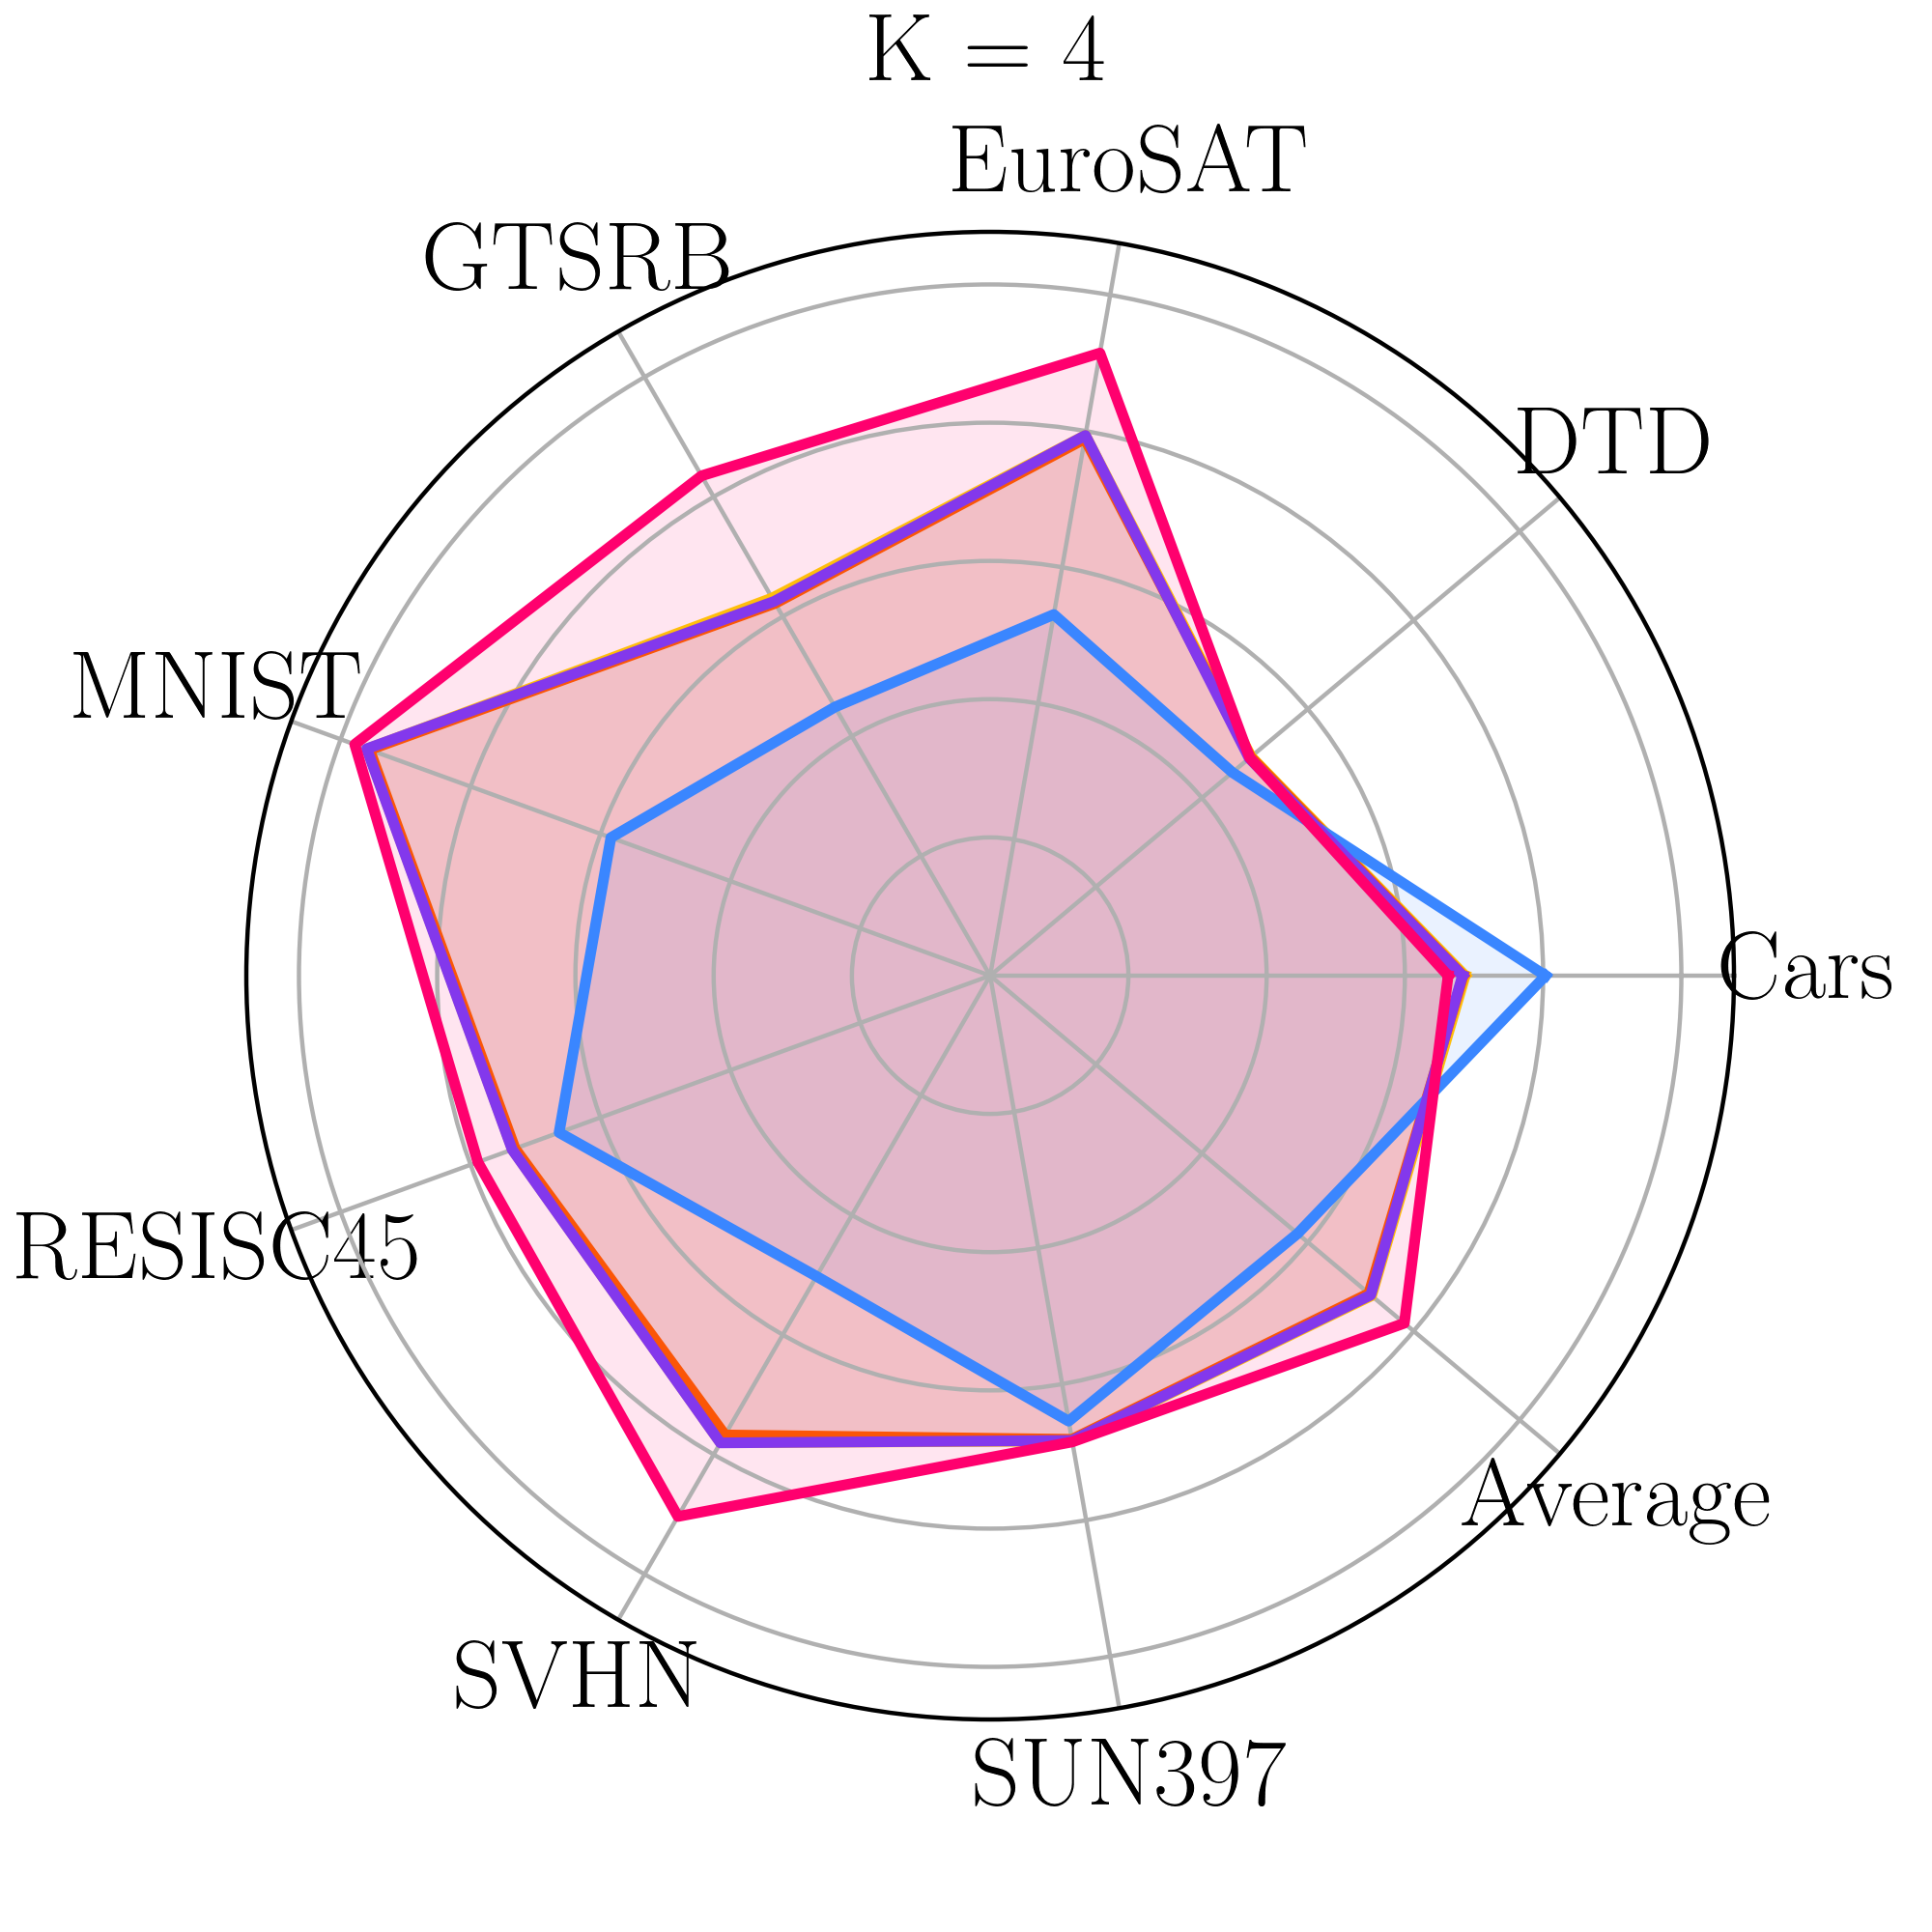 K = 4
EuroSAT
GTSRB
DTD
MNIST
Cars
RESISC45
Average
SVHN
SUN397